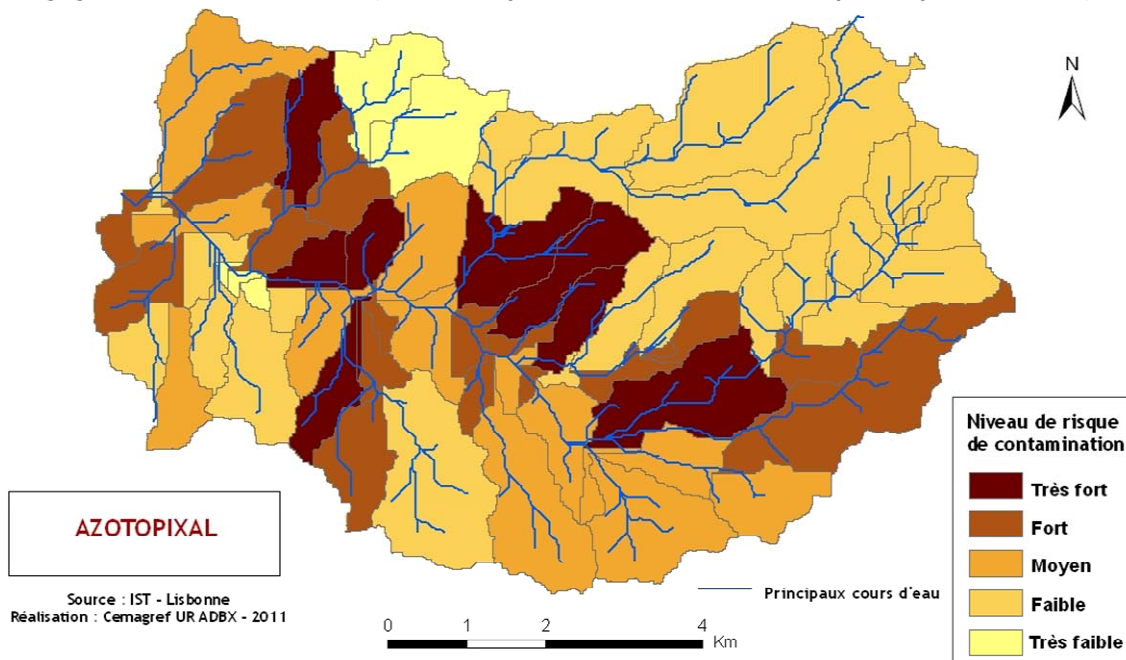 N
Niveau de risque
de contamination
Très fort
Fort
Moyen
Faible
Très faible
AZOTOPIXAL
Source : IST - Lisbonne
Réalisation : Cemagref UR ADBX - 2011
Principaux cours d'eau
0 1 2 4
Km